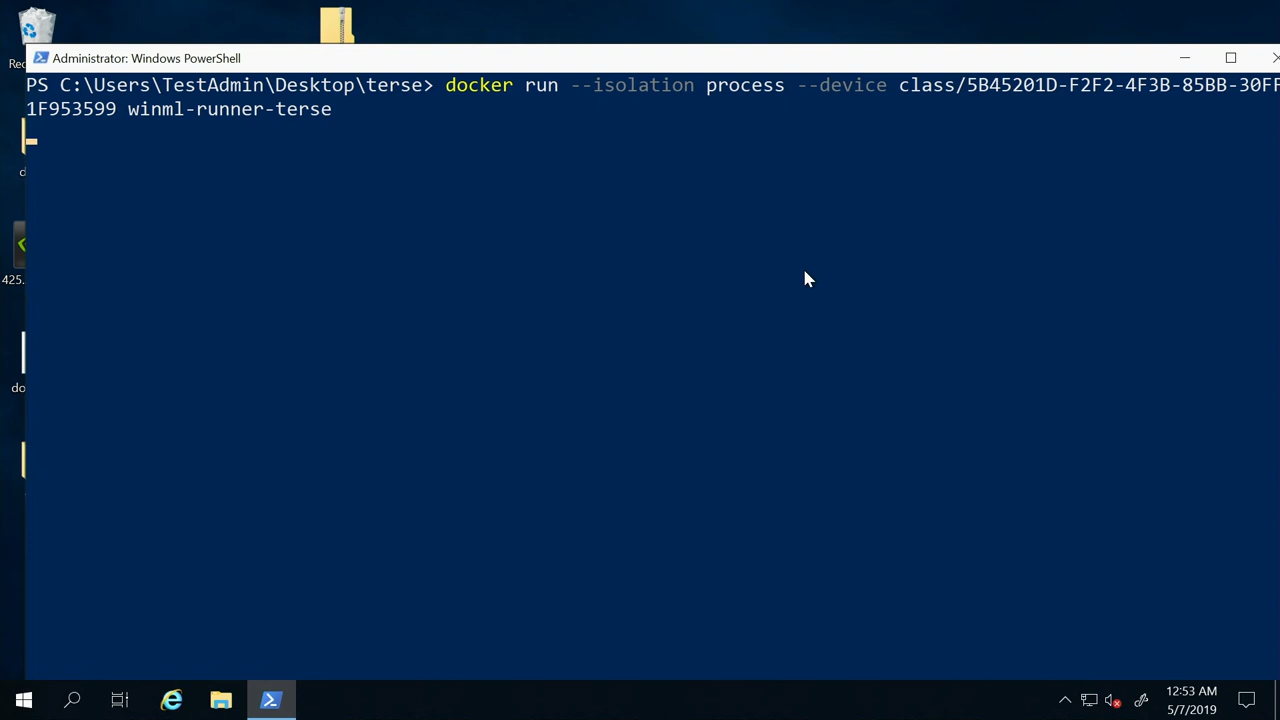 Administrator: Windows PowerShell
PS C:\Users\TestAdmin\Desktop\terse> docker run --isolation process --device class/5B45201D-F2F2-4F3B-85BB-30FF
1F953599 winml-runner-terse
425.
12:53 AM
5/7/2019